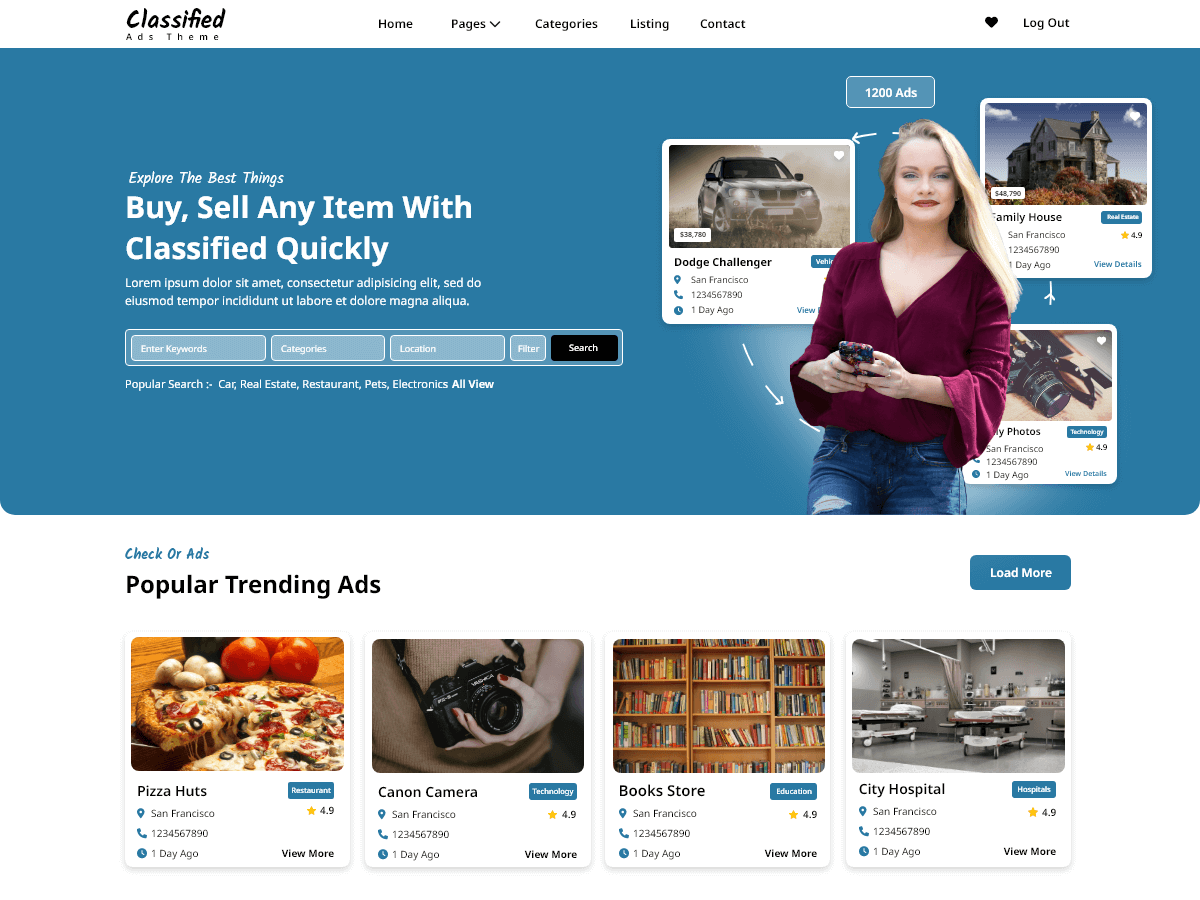 Classified
Ads Theme
Home
Pages
Categories
Listing
Contact
Log Out
1200 Ads
Explore The Best Things
Buy, Sell Any Item With
Classified Quickly
Lorem ipsum dolor sit amet, consectetur adipisicing elit, sed do
eiusmod tempor incididunt ut labore et dolore magna aliqua.
Enter Keywords
Categories
Location
Filter
Search
Popular Search :- Car, Real Estate, Restaurant, Pets, Electronics All View
$38,780
Dodge Challenger
San Francisco
1234567890
1 Day Ago
View
$48,790
Family House
Real Estate
San Francisco
4.9
1234567890
1 Day Ago
View Details
Photos
Technology
San Francisco
4.9
1234567890
1 Day Ago
View Details
Check Or Ads
Popular Trending Ads
Load More
Pizza Huts
Restaurant
San Francisco
4.9
1234567890
1 Day Ago
View More
YASHICA
Canon Camera
Technology
San Francisco
4.9
1234567890
1 Day Ago
View More
Books Store
Education
San Francisco
4.9
1234567890
1 Day Ago
View More
City Hospital
Hospitals
San Francisco
4.9
1234567890
1 Day Ago
View More